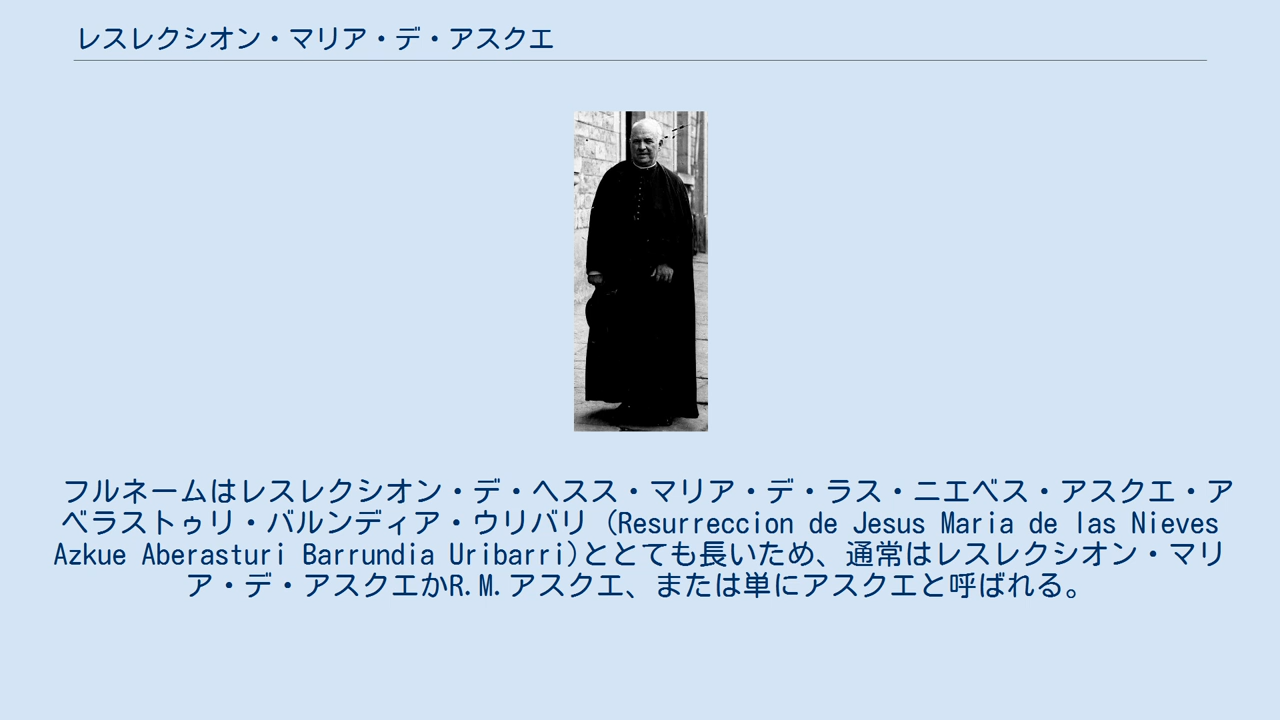 レスレクシオン・マリア・デ・アスクエ
フルネームはレスレクシオン・デ・ヘスス・マリア・デ・ラス・ニエベス・アスクエ・ア
ベラストゥリ・バルンディア・ウリバリ (Resurreccion de Jesus Maria de las Nieves
Azkue Aberasturi Barrundia Uribarri)ととても長いため、通常はレスレクシオン・マリ
ア・デ・アスクエかR.M.アスクエ、または単にアスクエと呼ばれる。